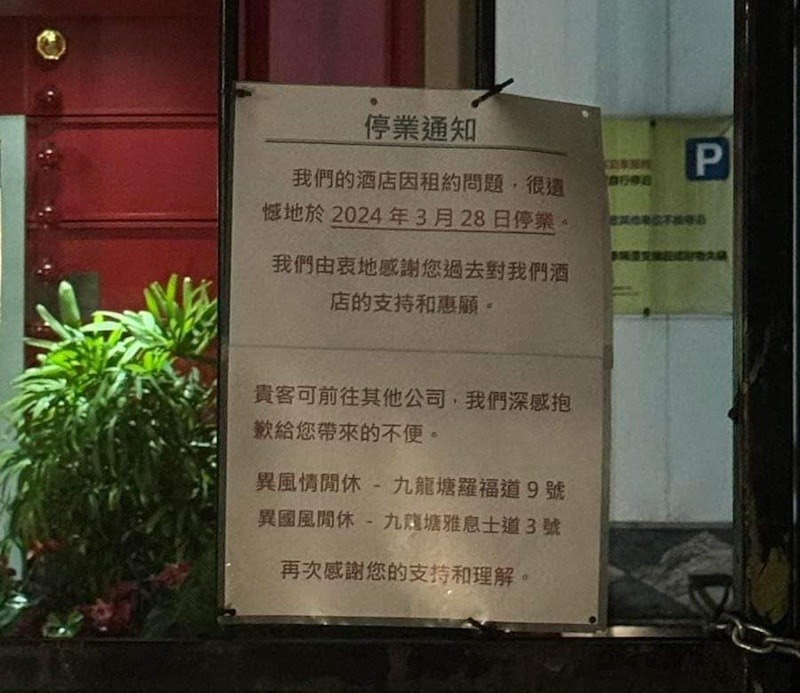 停業通知
我們的酒店因租約問題，很遺
憾地於 2024 年 3 月 28 日停業。
我們由衷地感謝您過去對我們酒
店的支持和惠顧。
貴客可前往其他公司，我們深感抱
歉給您帶來的不便。
異風情閒休 - 九龍塘羅福道 9 號
異國風閒休 - 九龍塘雅息士道 3 號
再次感謝您的支持和理解。
P
自行停泊